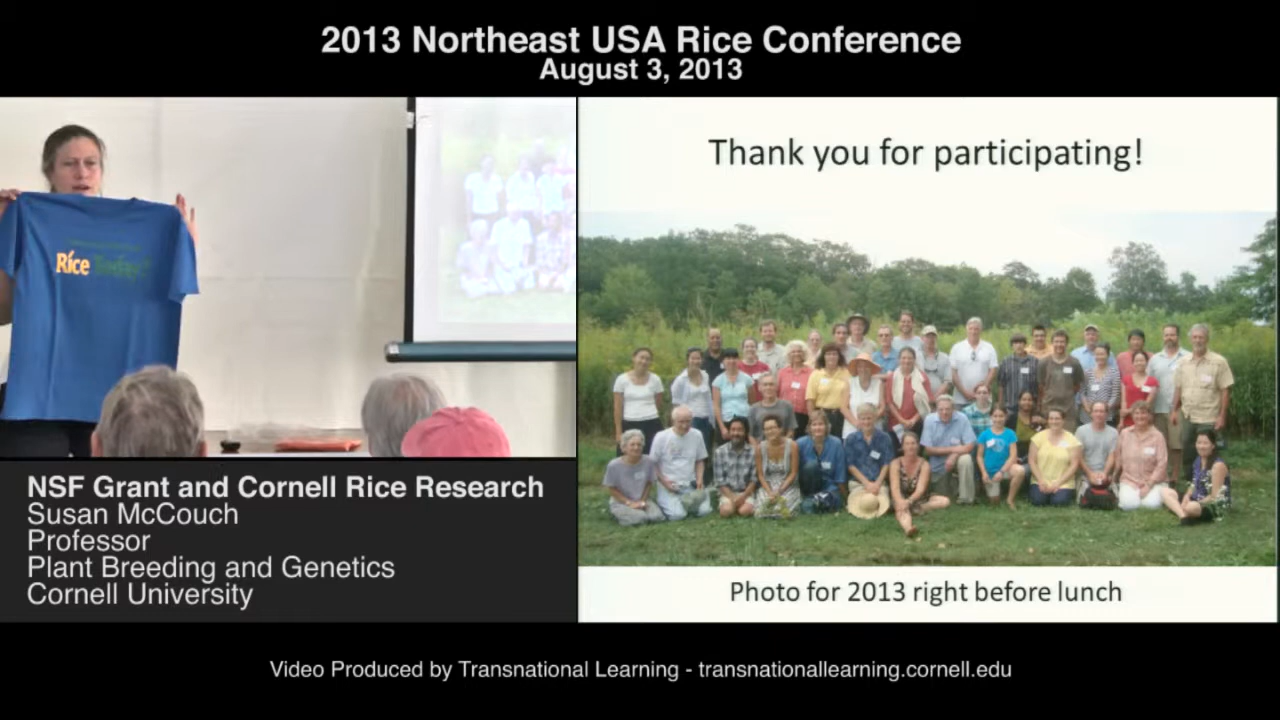 2013 Northeast USA Rice Conference
August 3, 2013
Rice
Thank you for participating!
NSF Grant and Cornell Rice Research
Susan McCouch
Professor
Plant Breeding and Genetics
Cornell University
Photo for 2013 right before lunch
Video Produced by Transnational Learning - transnationallearning.cornell.edu